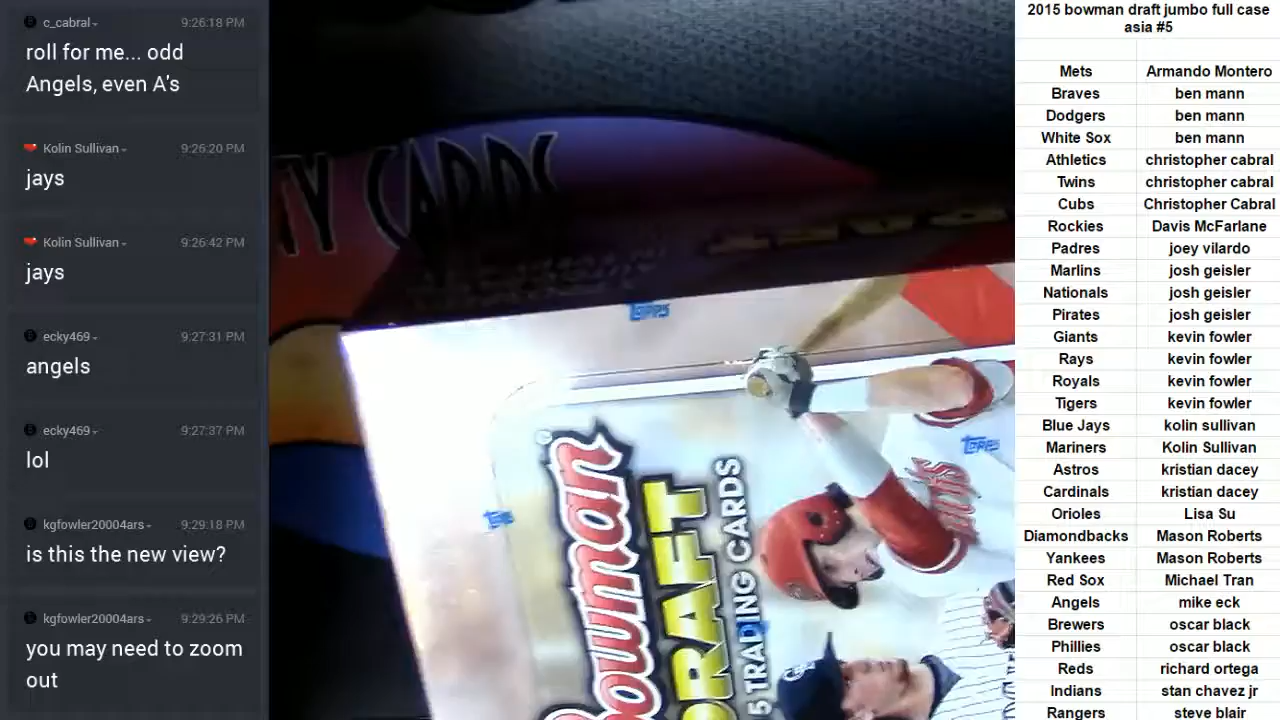 c_cabral 9:26:18 PM
roll for me... odd
Angels, even A's
Kolin Sullivan 9:26:20 PM
jays
Kolin Sullivan 9:26:42 PM
jays
ecky469 9:27:31 PM
angels
ecky469 9:27:37 PM
lol
kgfowler20004ars 9:29:18 PM
is this the new view?
kgfowler20004ars 9:29:26 PM
you may need to zoom
out
TY CARDS
TOPPS
TOPPS
Bowman
DRAFT
5 TRADING CARDS
2015 bowman draft jumbo full case
asia #5
Mets Armando Montero
Braves ben mann
Dodgers ben mann
White Sox ben mann
Athletics christopher cabral
Twins christopher cabral
Cubs Christopher Cabral
Rockies Davis McFarlane
Padres joey vilardo
Marlins josh geisler
Nationals josh geisler
Pirates josh geisler
Giants kevin fowler
Rays kevin fowler
Royals kevin fowler
Tigers kevin fowler
Blue Jays kolin sullivan
Mariners Kolin Sullivan
Astros kristian dacey
Cardinals kristian dacey
Orioles Lisa Su
Diamondbacks Mason Roberts
Yankees Mason Roberts
Red Sox Michael Tran
Angels mike eck
Brewers oscar black
Phillies oscar black
Reds richard ortega
Indians stan chavez jr
Rangers steve blair